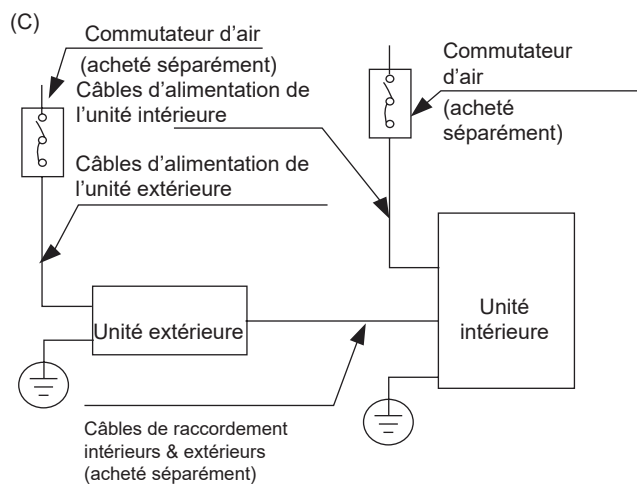 (C)
Commutateur d'air
(acheté séparément)
Câbles d'alimentation de
l'unité intérieure
Câbles d'alimentation de
l'unité extérieure
Commutateur
d'air
(acheté
séparément)
Unité extérieure
Unité
intérieure
Câbles de raccordement
intérieurs & extérieurs
(acheté séparément)